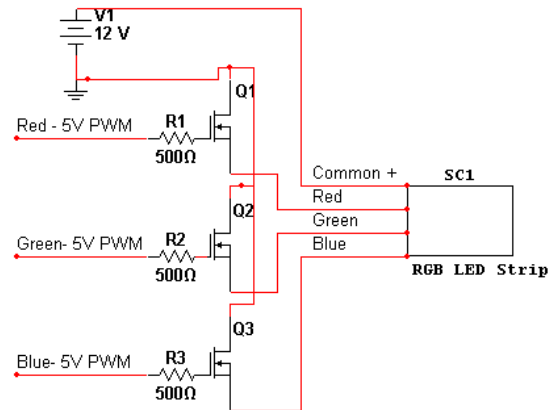 V1
12 V
Q1
Red - 5V PWM
R1
500Ω
Common +
SC1
Red
Q2
Green
Green- 5V PWM
R2
Blue
500Ω
RGB LED Strip
Q3
Blue- 5V PWM
R3
500Ω